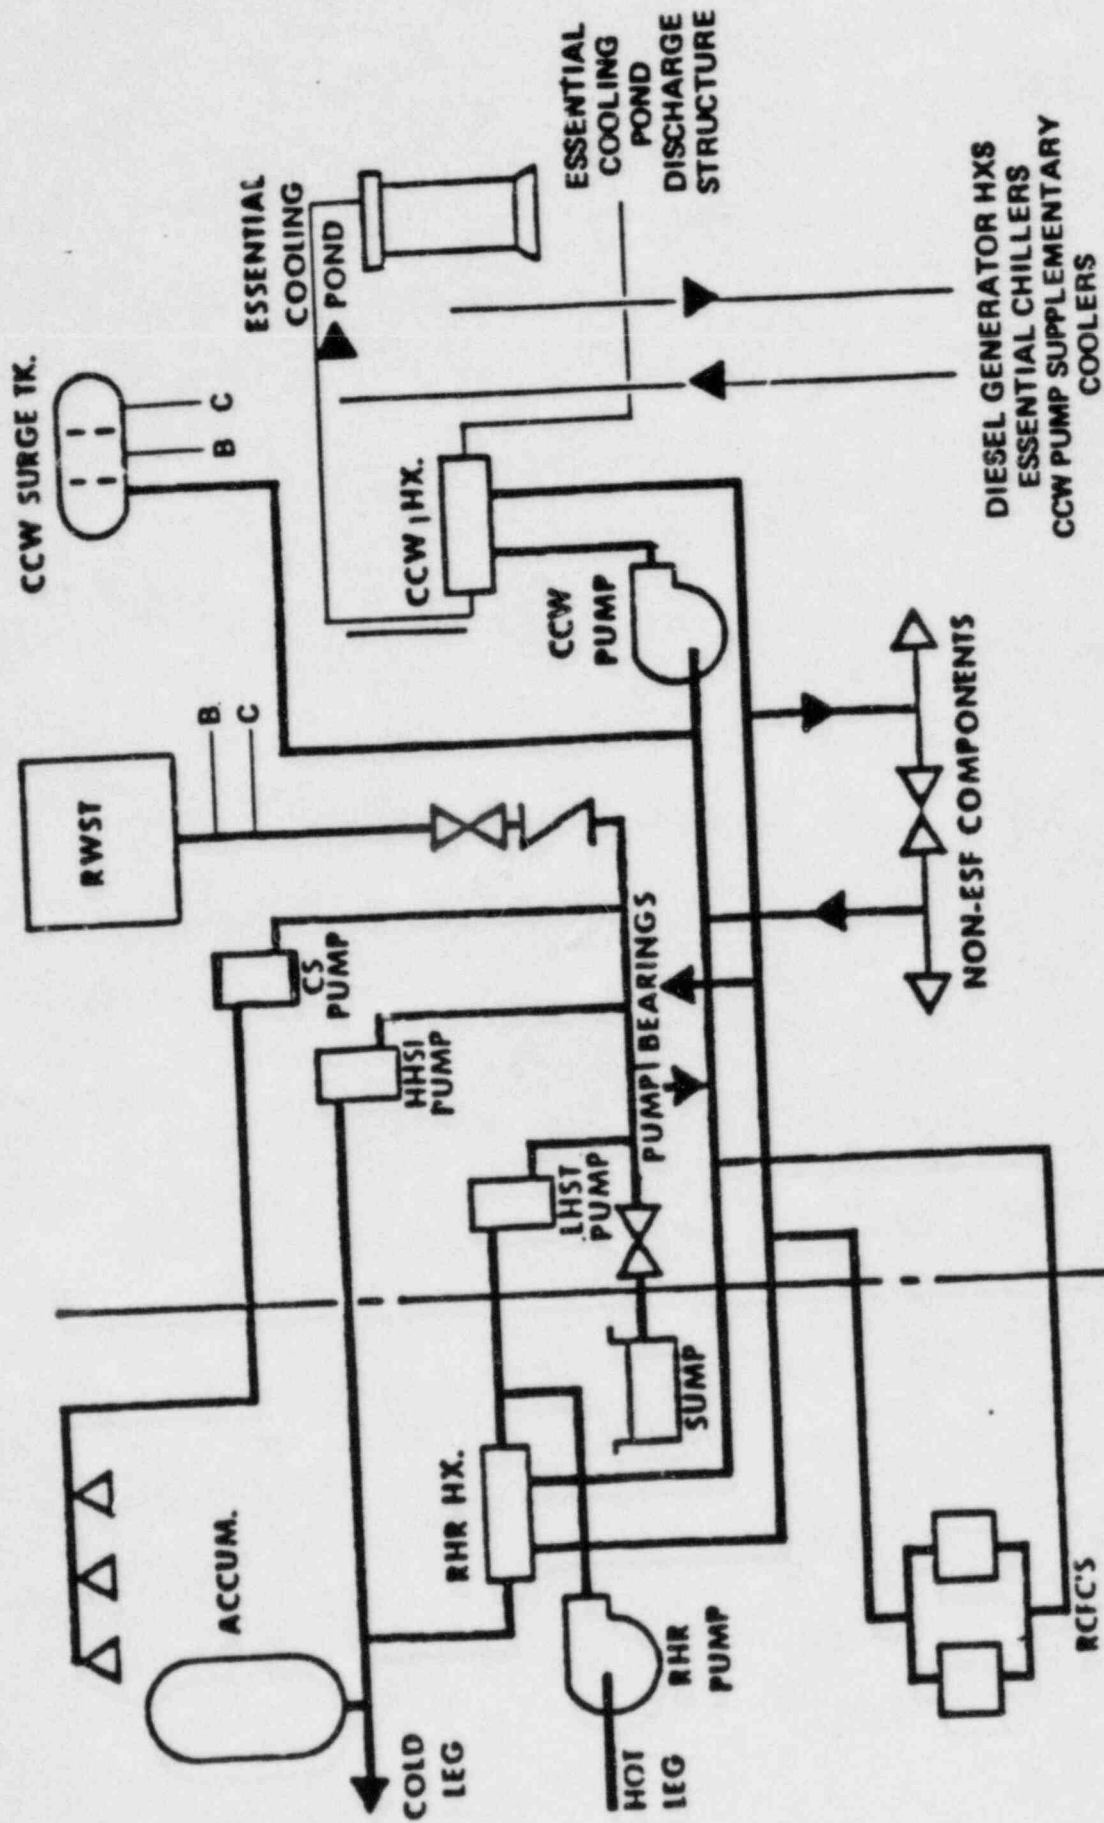 CCW SURGE TK.
B
C
ESSENTIAL
COOLING
POND
ESSENTIAL
COOLING
POND
DISCHARGE
STRUCTURE
RWST
B
C
CCW HX.
CCW
PUMP
DIESEL GENERATOR HXS
ESSENTIAL CHILLERS
CCW PUMP SUPPLEMENTARY
COOLERS
CS
PUMP
HHSI
PUMP
LHST
PUMP
PUMP BEARINGS
NON-ESF COMPONENTS
ACCUM.
RHR HX.
SUMP
COLD
LEG
HOT
LEG
RHR
PUMP
RCFC'S